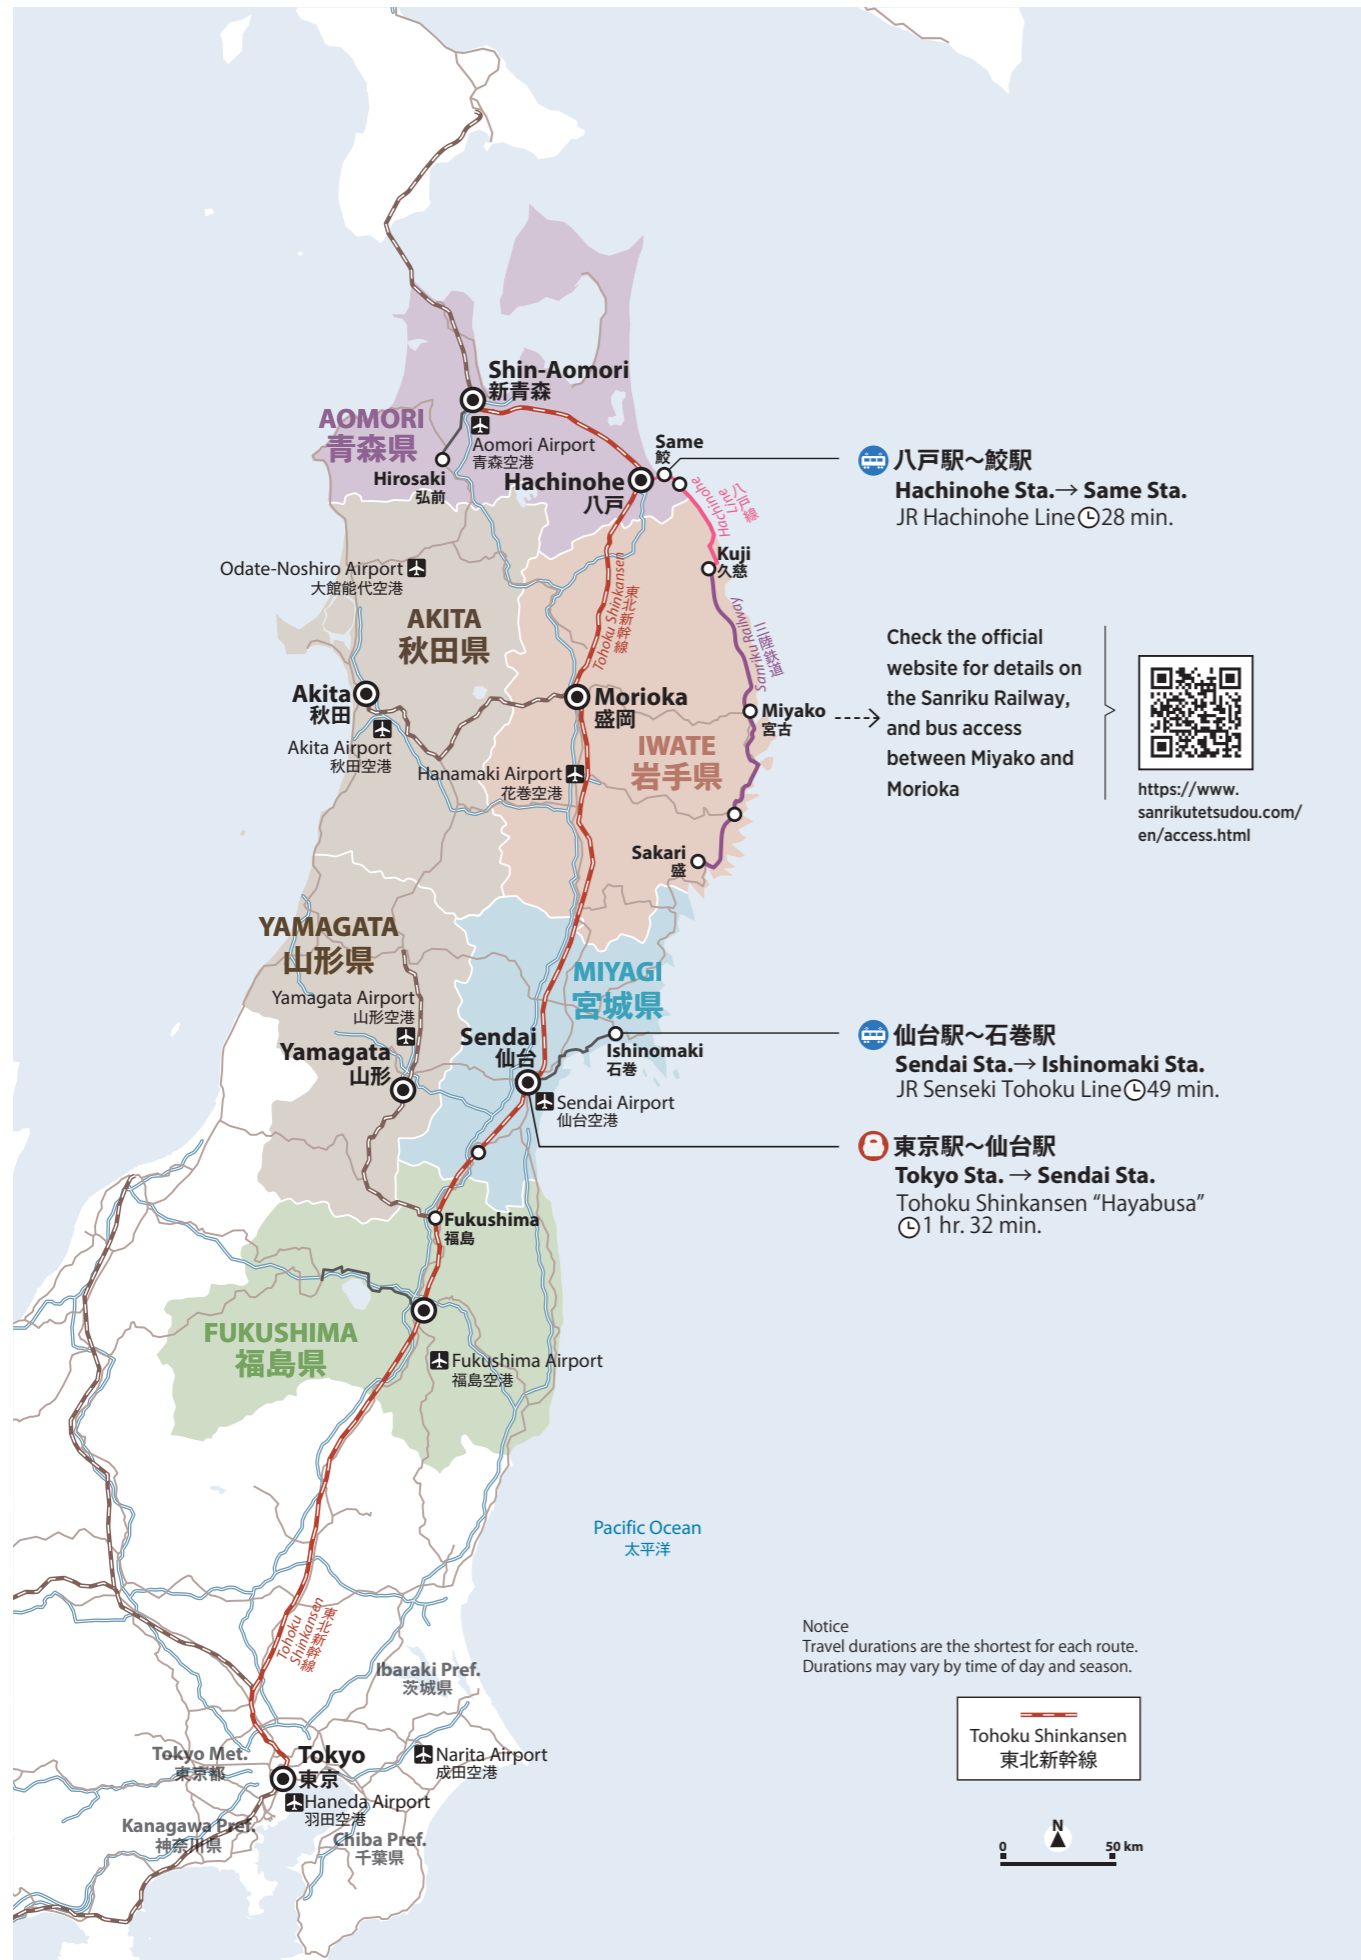 Shin-Aomori
新青森
AOMORI
青森県
Aomori Airport
青森空港
Hirosaki
弘前
Same
鮫
Hachinohe
八戸
Hachinohe
Line
八戸線
八戸駅～鮫駅
Hachinohe Sta.→ Same Sta.
JR Hachinohe Line 28 min.
Kuji
久慈
Odate-Noshiro Airport
大館能代空港
AKITA
秋田県
Tohoku Shinkansen
東北新幹線
Sanriku Railway
三陸鉄道
Akita
秋田
Akita Airport
秋田空港
Morioka
盛岡
Miyako
宮古
Check the official
website for details on
the Sanriku Railway,
and bus access
between Miyako and
Morioka
https://www.
sanrikutetsudou.com/
en/access.html
IWATE
岩手県
Hanamaki Airport
花巻空港
Sakari
盛
YAMAGATA
山形県
Yamagata Airport
山形空港
Yamagata
山形
MIYAGI
宮城県
Sendai
仙台
Ishinomaki
石巻
Sendai Airport
仙台空港
仙台駅～石巻駅
Sendai Sta.→ Ishinomaki Sta.
JR Senseki Tohoku Line 49 min.
東京駅～仙台駅
Tokyo Sta. → Sendai Sta.
Tohoku Shinkansen “Hayabusa”
1 hr. 32 min.
Fukushima
福島
FUKUSHIMA
福島県
Fukushima Airport
福島空港
Pacific Ocean
太平洋
Tohoku
Shinkansen
東北新幹線
Ibaraki Pref.
茨城県
Tokyo Met.
東京都
Tokyo
東京
Narita Airport
成田空港
Haneda Airport
羽田空港
Kanagawa Pref.
神奈川県
Chiba Pref.
千葉県
Notice
Travel durations are the shortest for each route.
Durations may vary by time of day and season.
Tohoku Shinkansen
東北新幹線
N
0 50 km